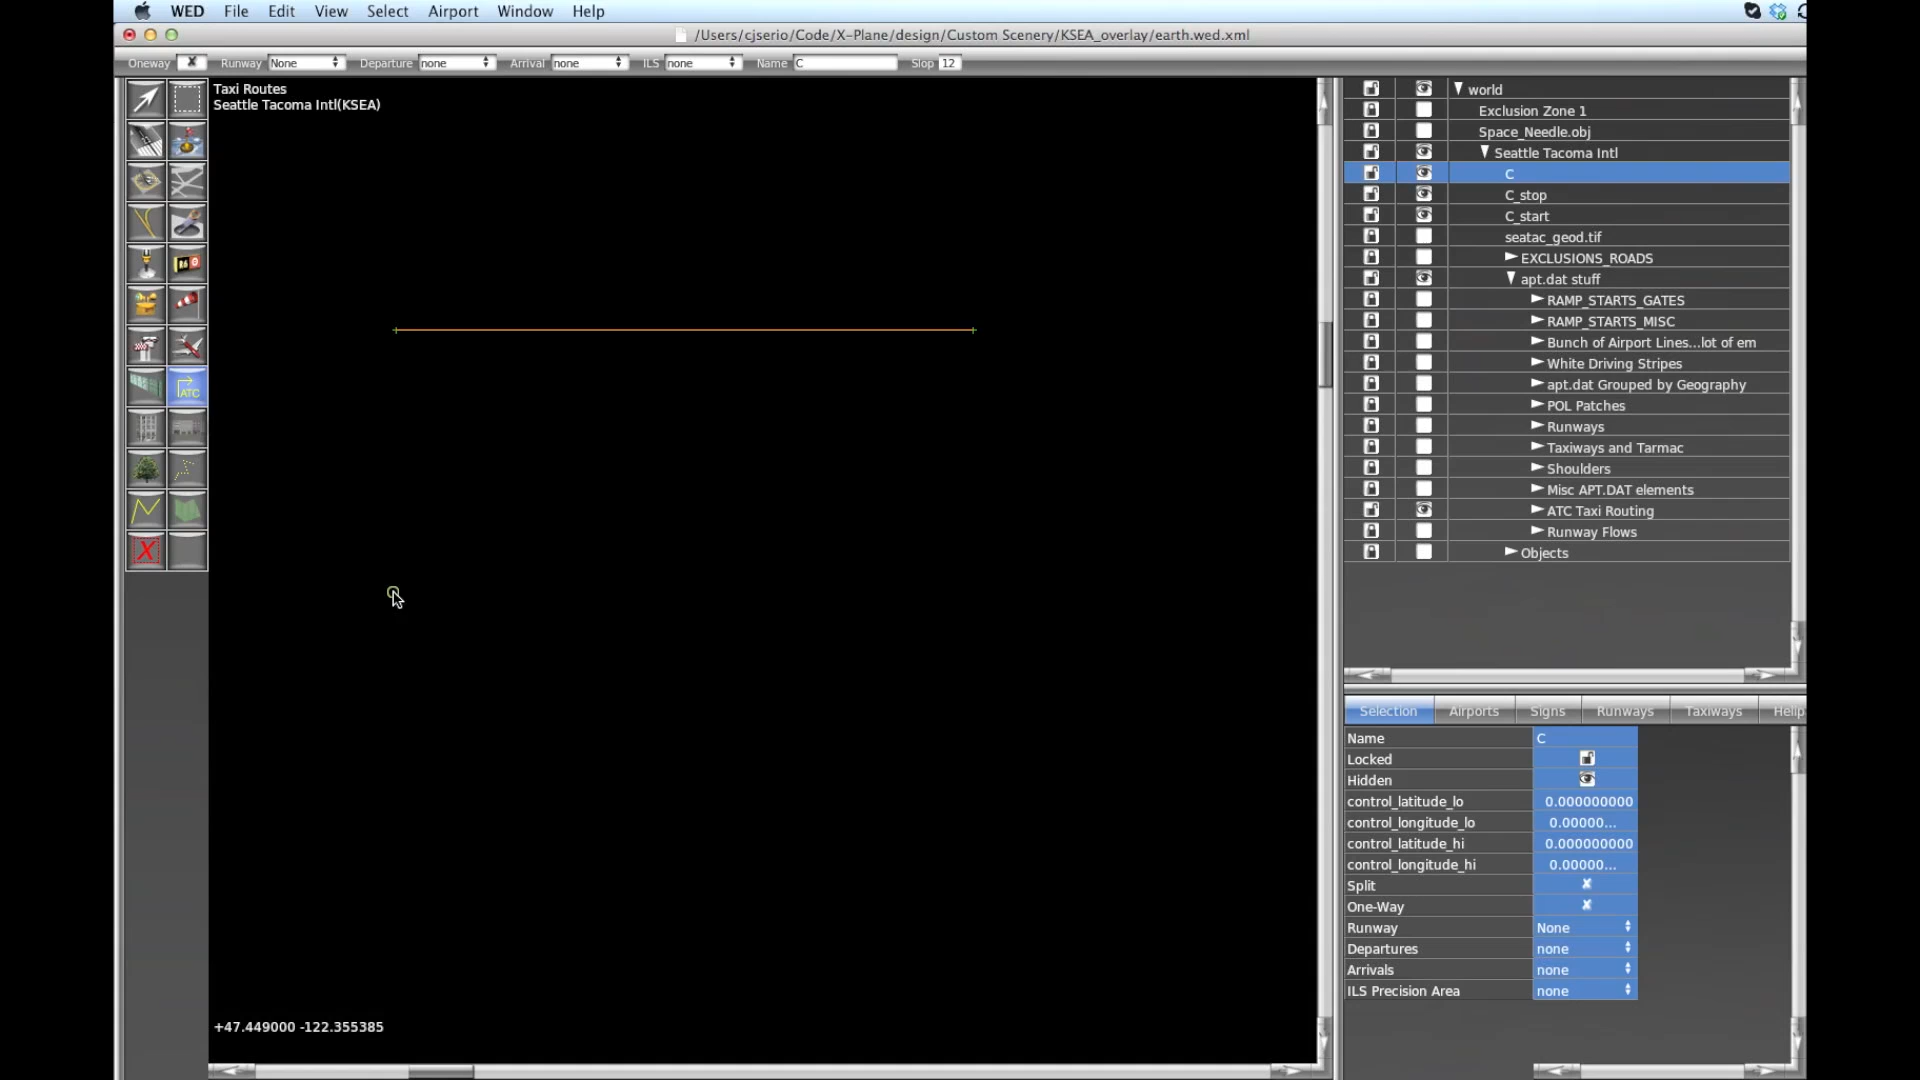 WED File Edit View Select Airport Window Help
/Users/cjserio/Code/X-Plane/design/Custom Scenery/KSEA_overlay/earth.wed.xml
Oneway Runway None Departure none Arrival none ILS none Name C Slop 12
Taxi Routes
Seattle Tacoma Intl(KSEA)
ATC
+47.449000 -122.355385
world
Exclusion Zone 1
Space_Needle.obj
Seattle Tacoma Intl
C
C_stop
C_start
seatac_geod.tif
EXCLUSIONS_ROADS
apt.dat stuff
RAMP_STARTS_GATES
RAMP_STARTS_MISC
Bunch of Airport Lines...lot of em
White Driving Stripes
apt.dat Grouped by Geography
POL Patches
Runways
Taxiways and Tarmac
Shoulders
Misc APT.DAT elements
ATC Taxi Routing
Runway Flows
Objects
Selection Airports Signs Runways Taxiways Helip
Name C
Locked
Hidden
control_latitude_lo 0.000000000
control_longitude_lo 0.00000...
control_latitude_hi 0.000000000
control_longitude_hi 0.00000...
Split
One-Way
Runway None
Departures none
Arrivals none
ILS Precision Area none